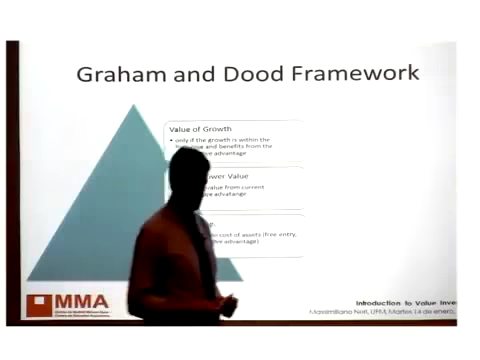 Graham and Dood Framework
Value of Growth
• only if the growth is within the
and benefits from the
advantage
ower Value
value from current
advatange
cost of assets (free entry,
advantage)
MMA
Introduction to Value Inve
Massimiliano Neri, UFM, Martes 14 de enero,